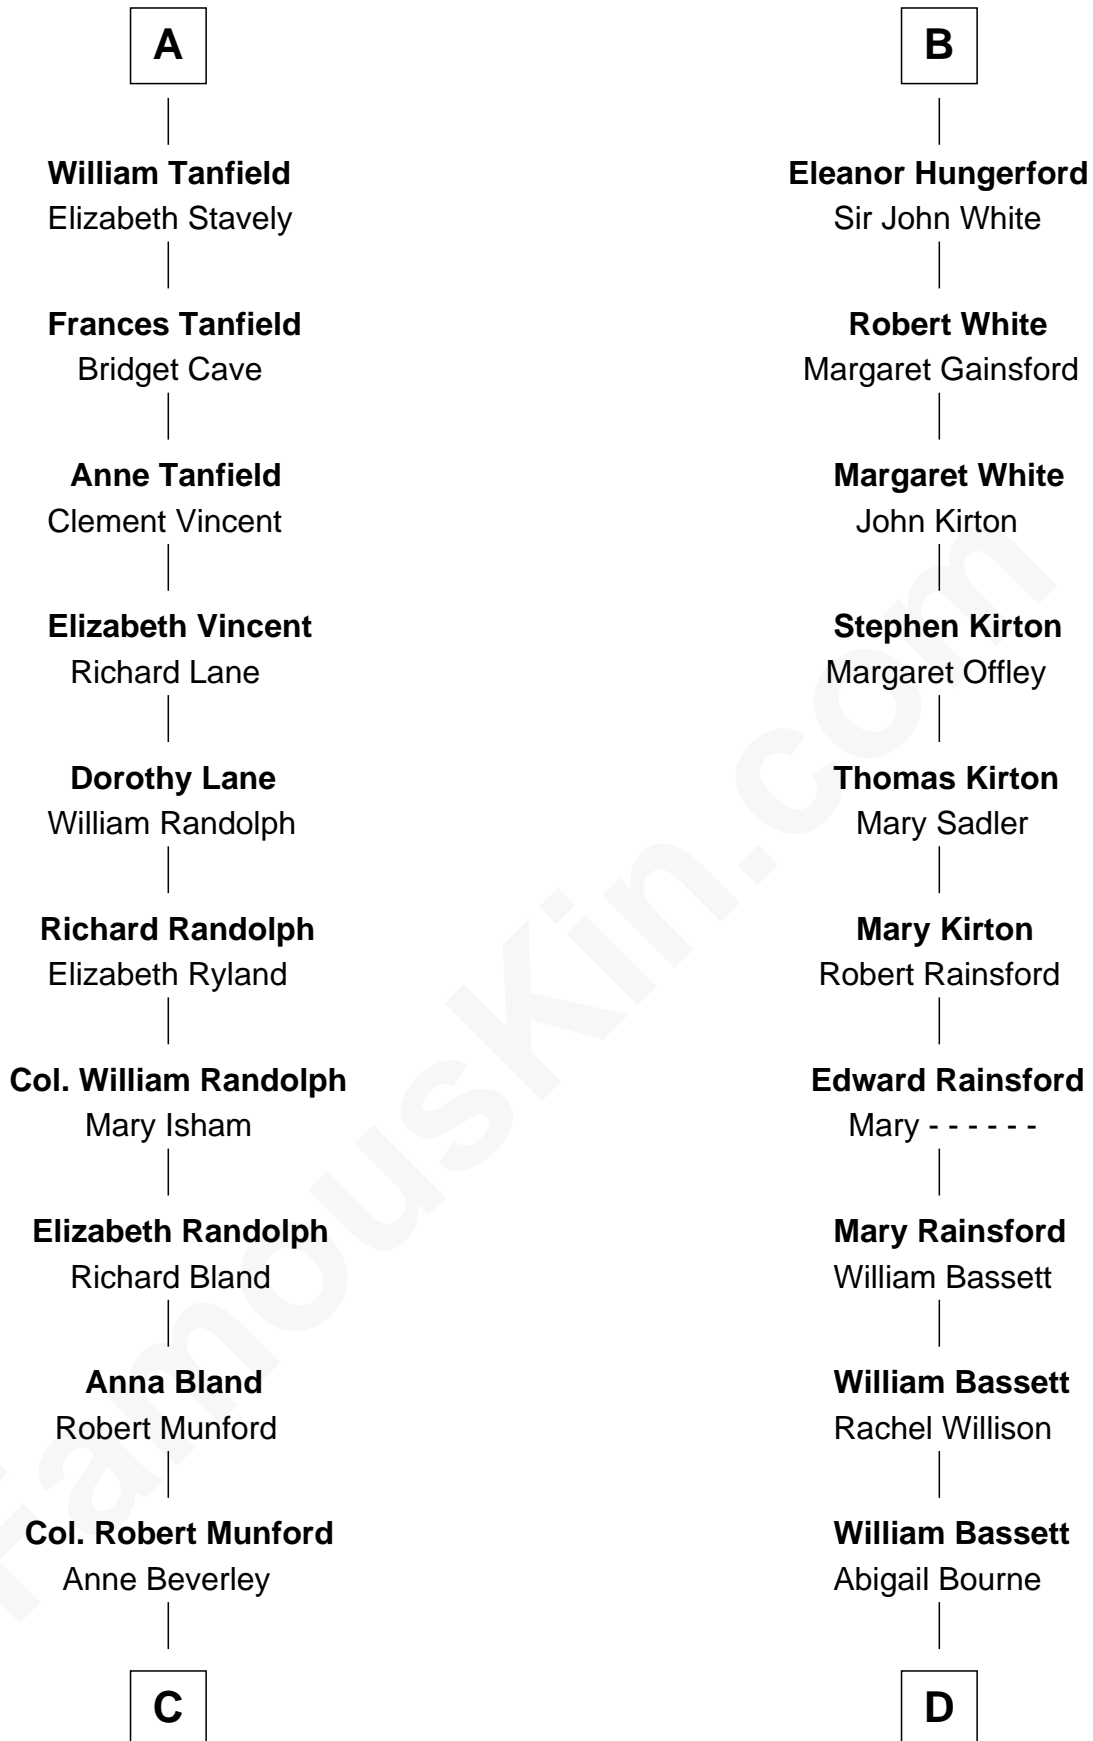 A
William Tanfield
Elizabeth Stavely
Frances Tanfield
Bridget Cave
Anne Tanfield
Clement Vincent
Elizabeth Vincent
Richard Lane
Dorothy Lane
William Randolph
Richard Randolph
Elizabeth Ryland
Col. William Randolph
Mary Isham
Elizabeth Randolph
Richard Bland
Anna Bland
Robert Munford
Col. Robert Munford
Anne Beverley
C
B
Eleanor Hungerford
Sir John White
Robert White
Margaret Gainsford
Margaret White
John Kirton
Stephen Kirton
Margaret Offley
Thomas Kirton
Mary Sadler
Mary Kirton
Robert Rainsford
Edward Rainsford
Mary - - - - - -
Mary Rainsford
William Bassett
William Bassett
Rachel Willison
William Bassett
Abigail Bourne
D
FamousKin.com